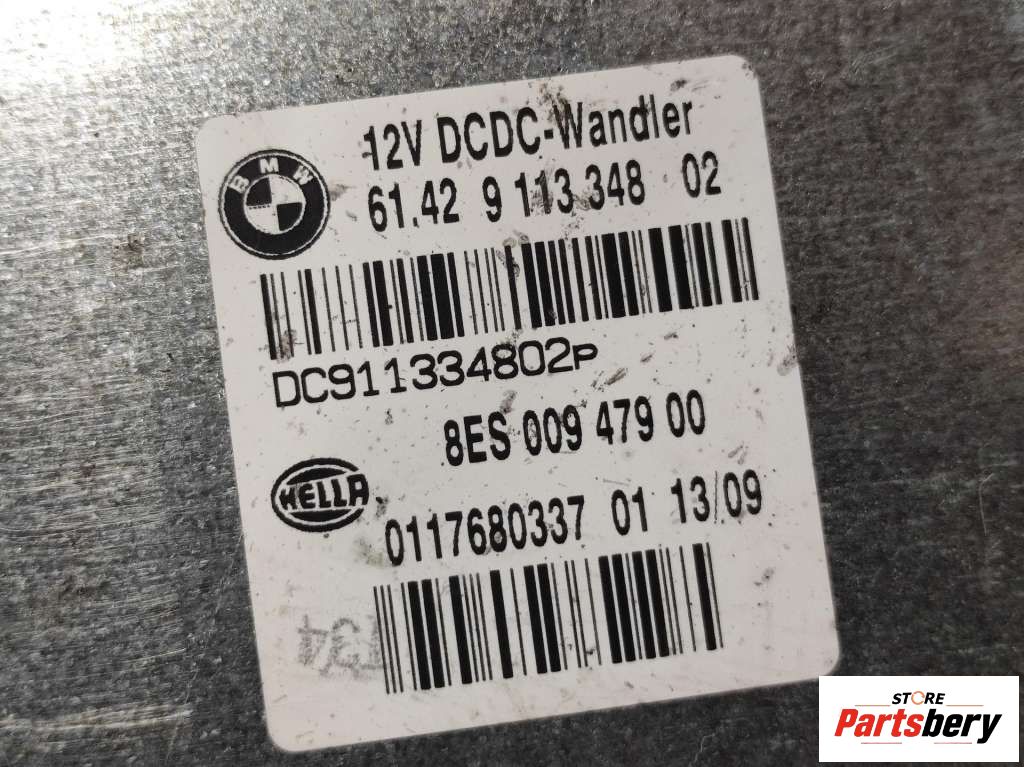 12V DCDC-Wandler
BMW
61.42 9 113 348 02
DC911334802P
8ES 009 479 00
HELLA
0117680337 01 13/09
34
STORE
Partsbery